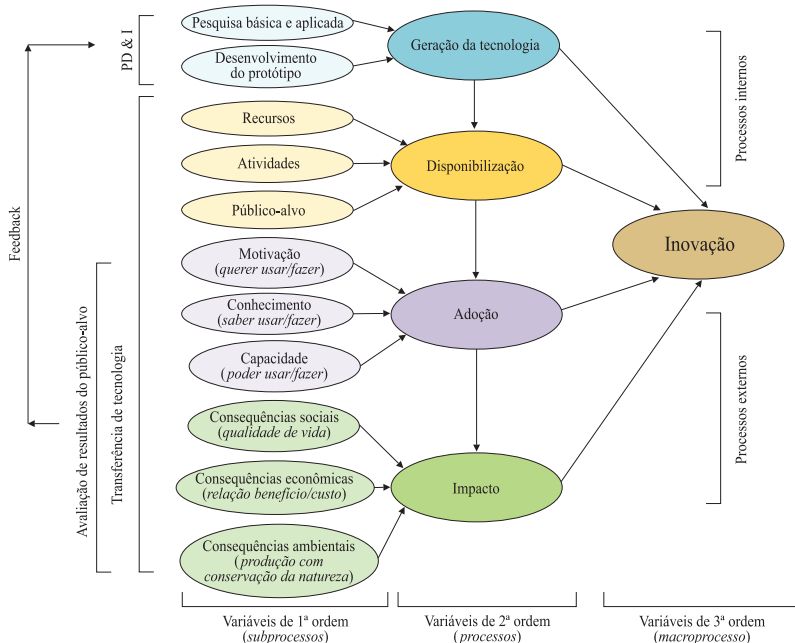 Feedback
PD & I
Avaliação de resultados do público-alvo
Transferência de tecnologia
Pesquisa básica e aplicada
Desenvolvimento
do protótipo
Geração da tecnologia
Recursos
Atividades
Público-alvo
Disponibilização
Motivação
(querer usar/fazer)
Conhecimento
(saber usar/fazer)
Capacidade
(poder usar/fazer)
Adoção
Consequências sociais
(qualidade de vida)
Consequências econômicas
(relação benefício/custo)
Consequências ambientais
(produção com
conservação da natureza)
Impacto
Inovação
Processos internos
Processos externos
Variáveis de 1ª ordem
(subprocessos)
Variáveis de 2ª ordem
(processos)
Variáveis de 3ª ordem
(macroprocesso)